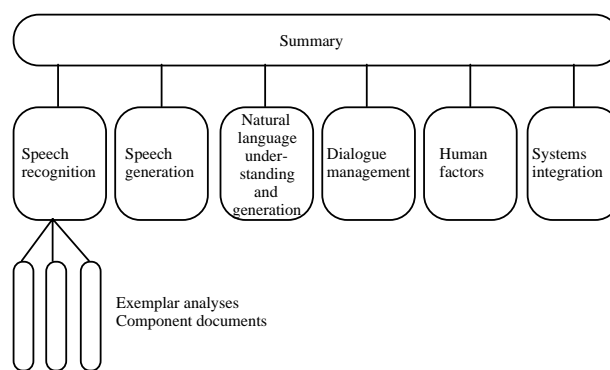 Summary
Speech
recognition
Speech
generation
Natural
language
under-
standing
and
generation
Dialogue
management
Human
factors
Systems
integration
Exemplar analyses
Component documents